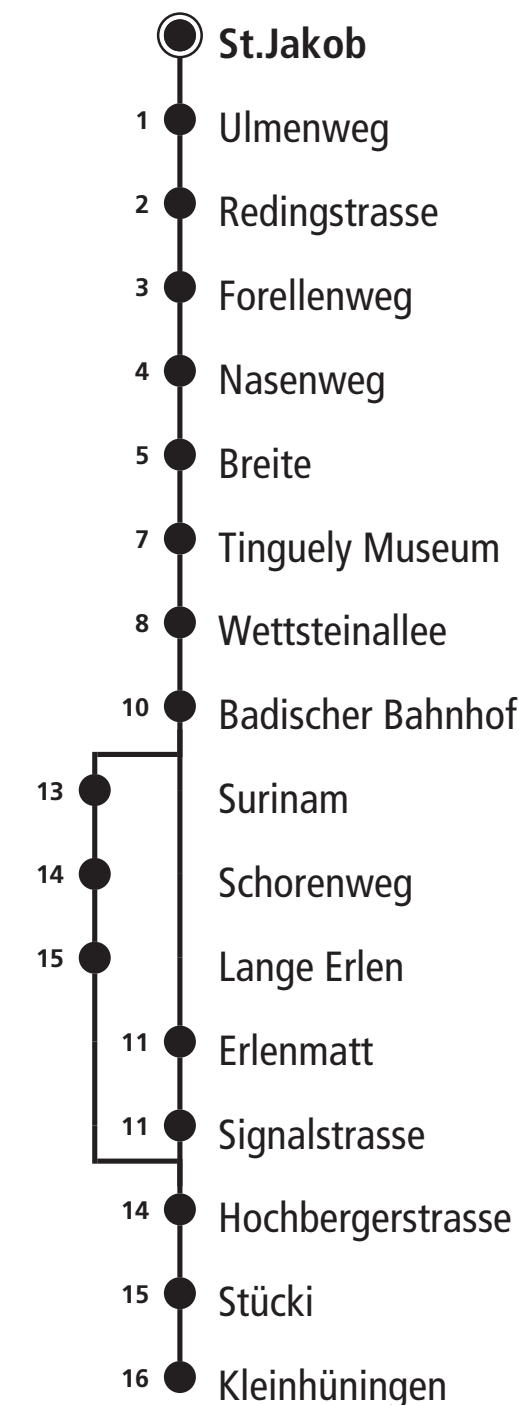 St.Jakob
1 Ulmenweg
2 Redingstrasse
3 Forellenweg
4 Nasenweg
5 Breite
7 Tinguely Museum
8 Wettsteinallee
10 Badischer Bahnhof
13 Surinam
14 Schorenweg
15 Lange Erlen
11 Erlenmatt
11 Signalstrasse
14 Hochbergerstrasse
15 Stücki
16 Kleinhüningen